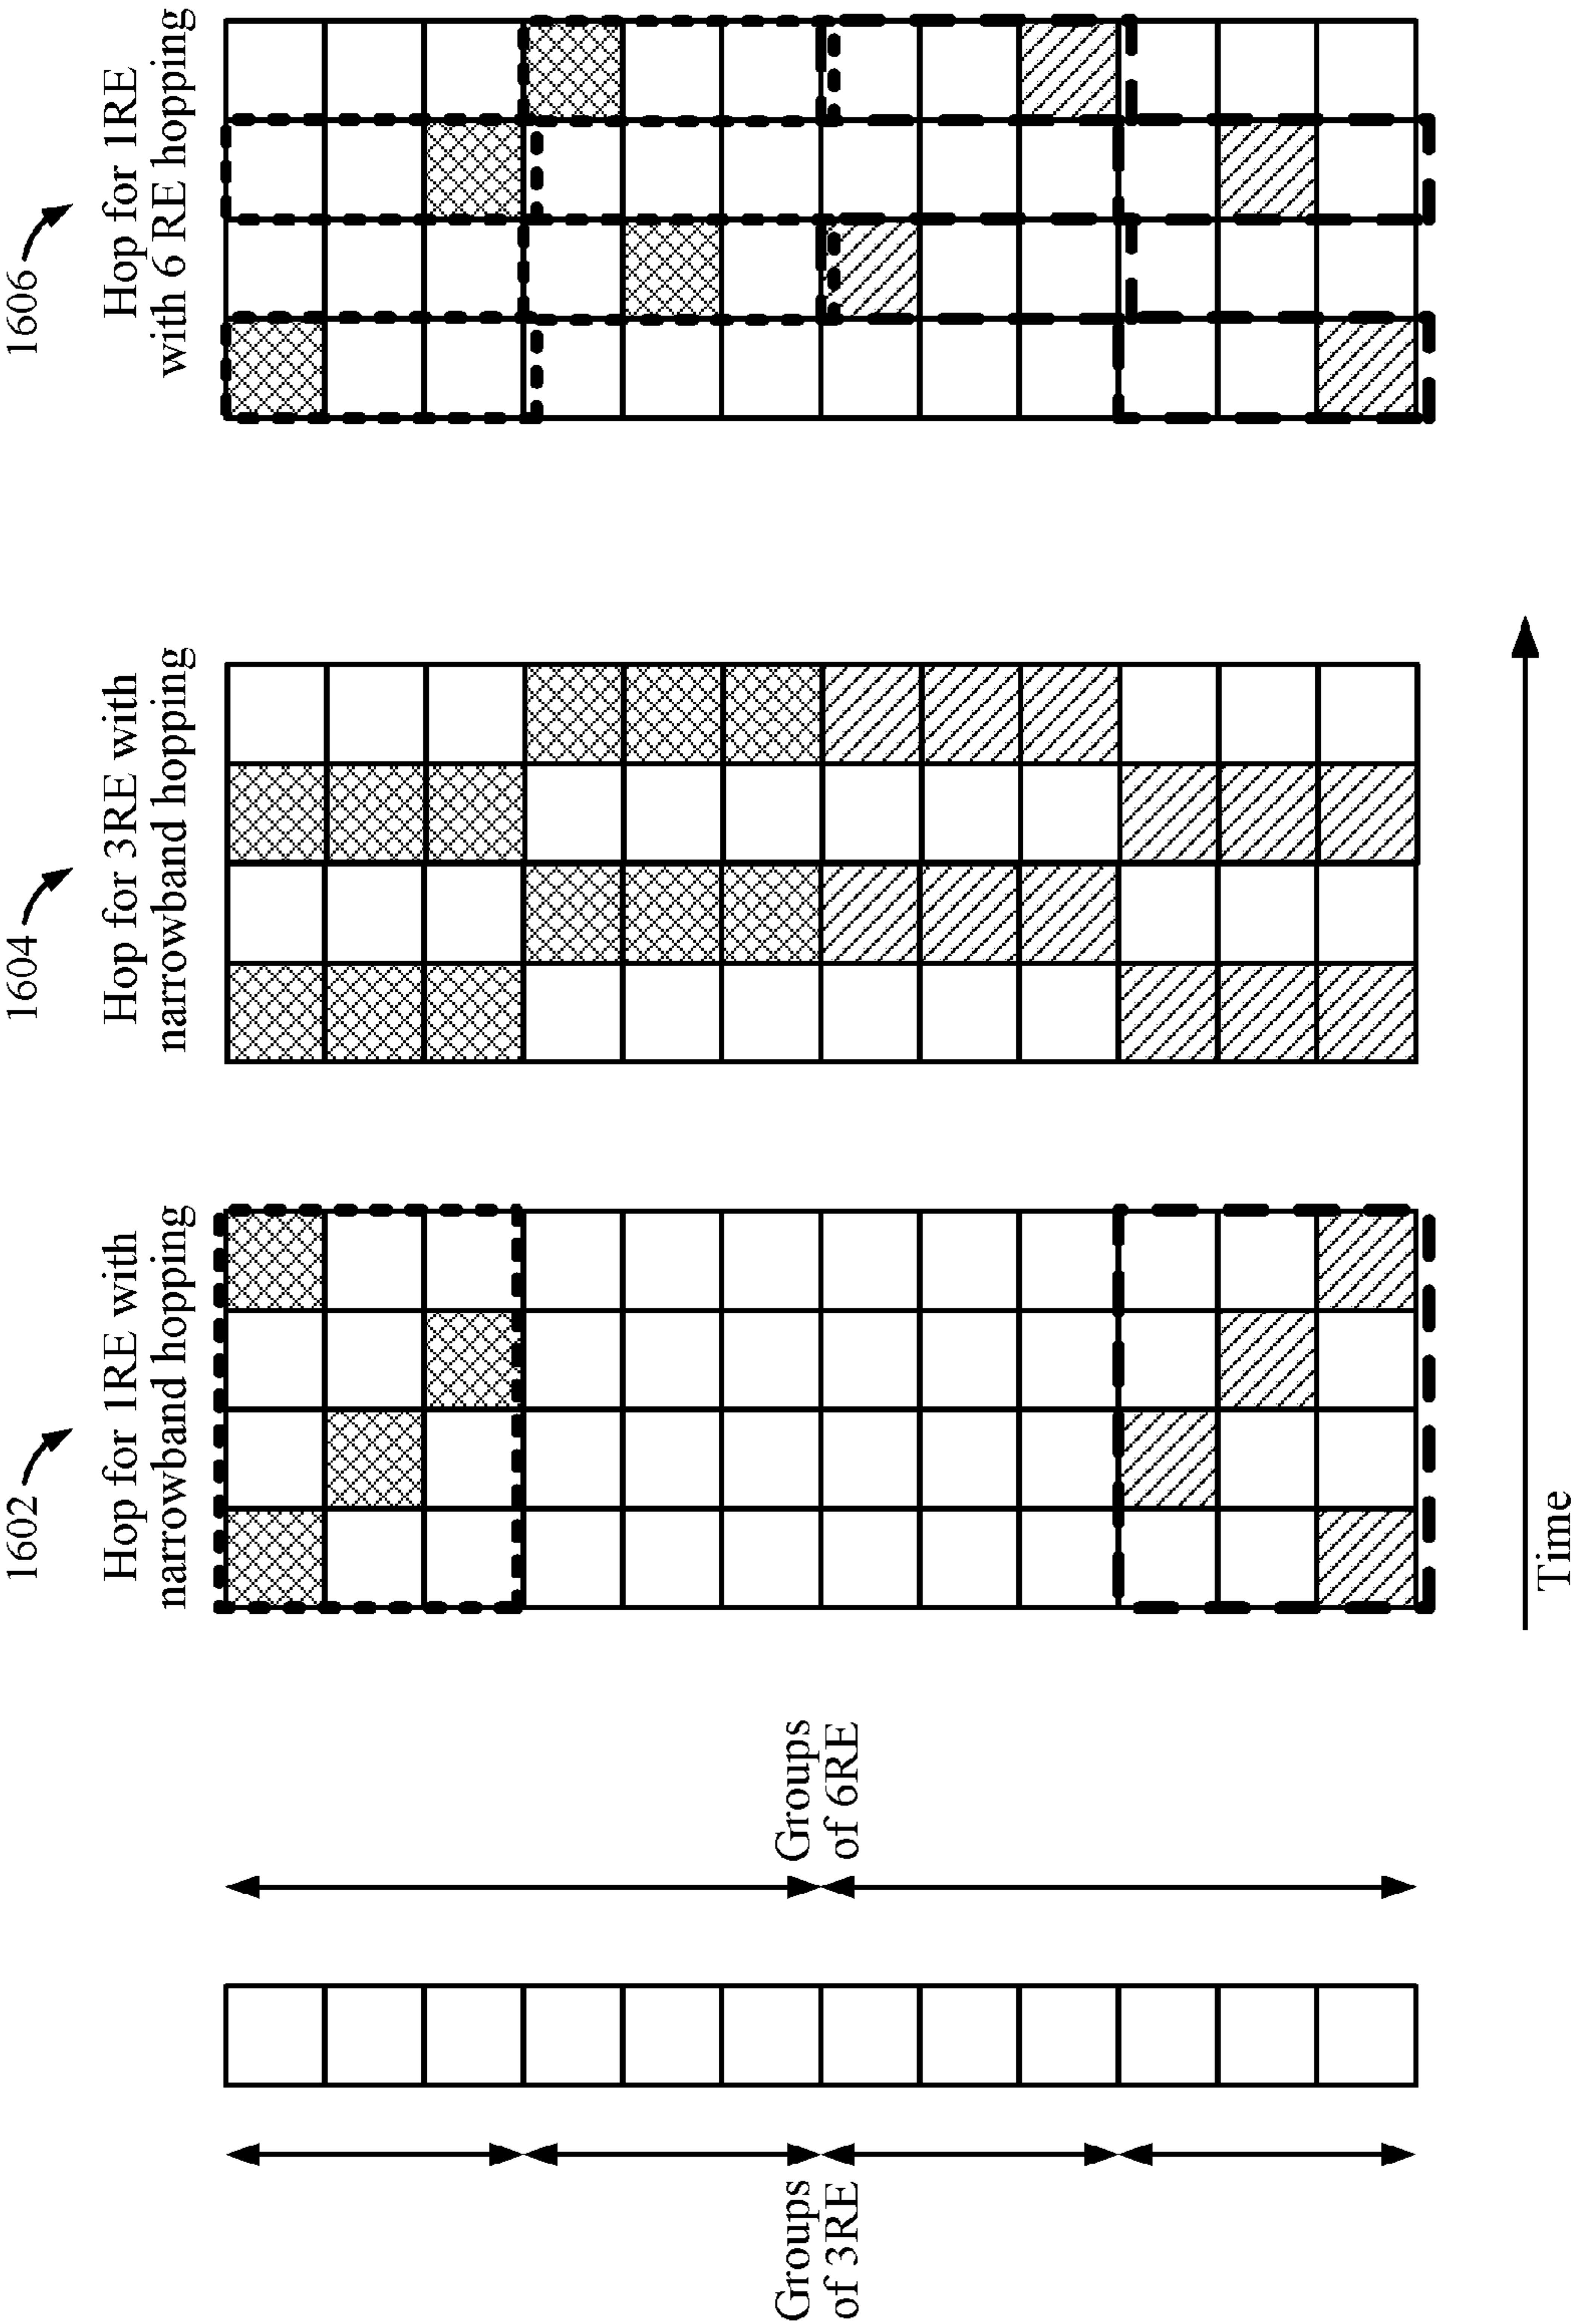 Groups
of 3RE
Groups
of 6RE
1602
Hop for 1RE with
narrowband hopping
1604
Hop for 3RE with
narrowband hopping
1606
Hop for 1RE
with 6 RE hopping
Time